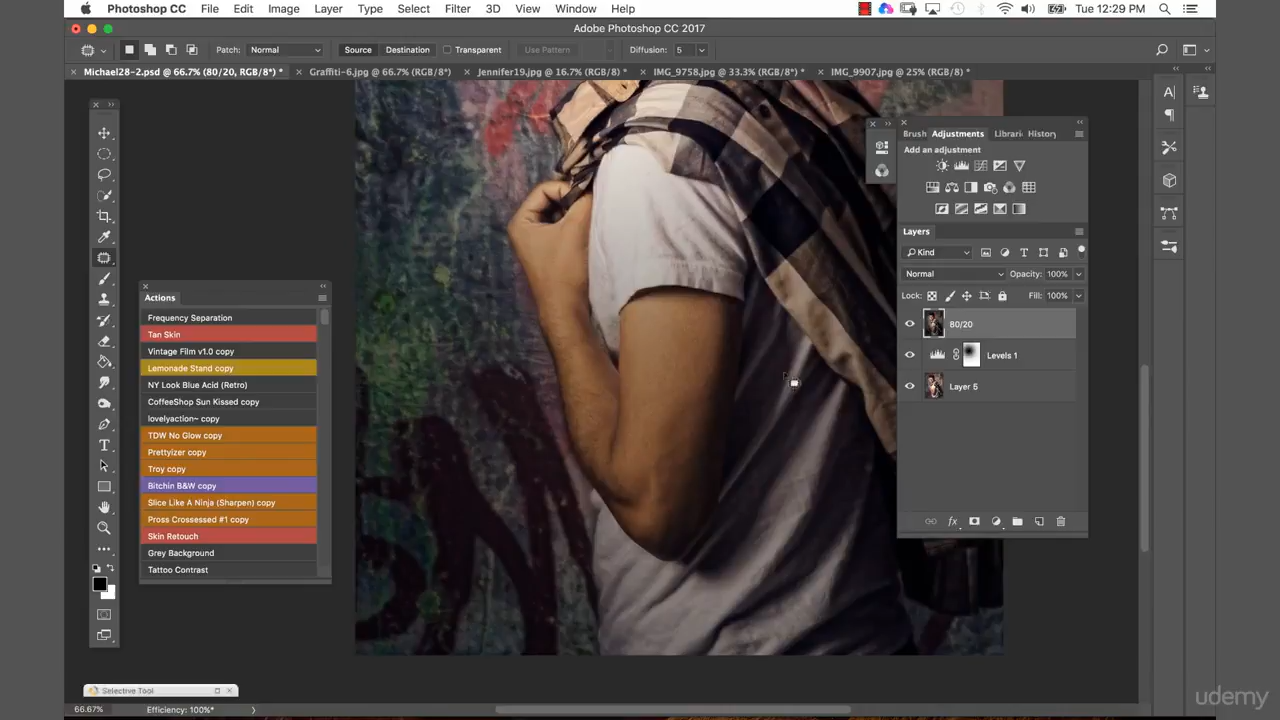 Photoshop CC File Edit Image Layer Type Select Filter 3D View Window Help Tue 12:29 PM
Adobe Photoshop CC 2017
Patch: Normal Source Destination Transparent Use Pattern Diffusion: 5
Michael28-2.psd @ 66.7% (80/20, RGB/8*) * Graffiti-6.jpg @ 66.7% (RGB/8*) Jennifer19.jpg @ 16.7% (RGB/8) * IMG_9758.jpg @ 33.3% (RGB/8*) * IMG_9907.jpg @ 25% (RGB/8*) *
Brush Adjustments Librari History
Add an adjustment
Layers
Kind
Normal Opacity: 100%
Lock: Fill: 100%
80/20
Levels 1
Layer 5
Actions
Frequency Separation
Tan Skin
Vintage Film v1.0 copy
Lemonade Stand copy
NY Look Blue Acid (Retro)
CoffeeShop Sun Kissed copy
lovelyaction~ copy
TDW No Glow copy
Prettyizer copy
Troy copy
Bitchin B&W copy
Slice Like A Ninja (Sharpen) copy
Pross Crossessed #1 copy
Skin Retouch
Grey Background
Tattoo Contrast
Selective Tool
66.67% Efficiency: 100%*
udemy